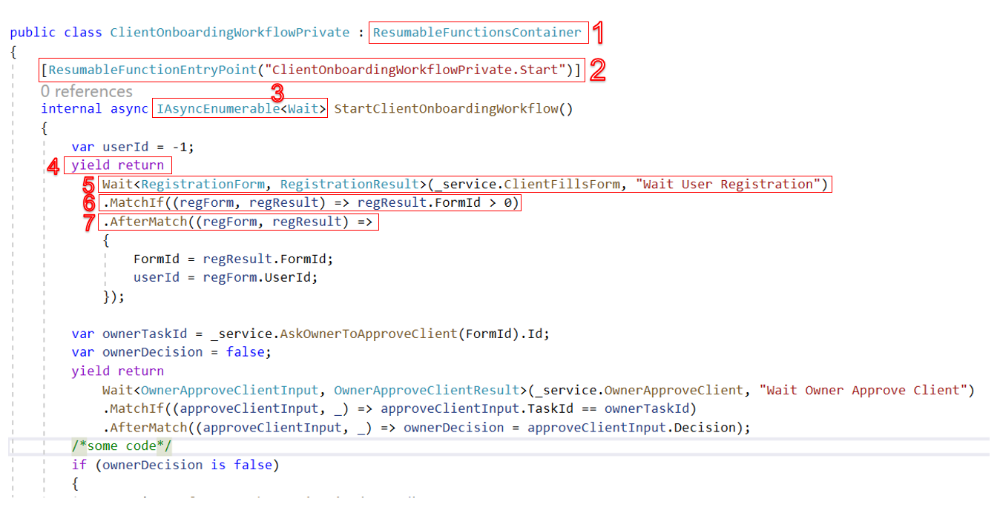 public class ClientOnboardingWorkflowPrivate : ResumableFunctionsContainer 1
{
[ResumableFunctionEntryPoint("ClientOnboardingWorkflowPrivate.Start")] 2
0 references 3
internal async IAsyncEnumerable<Wait> StartClientOnboardingWorkflow()
{
var userId = -1;
4 yield return
5 Wait<RegistrationForm, RegistrationResult>(_service.ClientFillsForm, "Wait User Registration")
6 .MatchIf((regForm, regResult) => regResult.FormId > 0)
7 .AfterMatch((regForm, regResult) =>
{
FormId = regResult.FormId;
userId = regForm.UserId;
});
var ownerTaskId = _service.AskOwnerToApproveClient(FormId).Id;
var ownerDecision = false;
yield return
Wait<OwnerApproveClientInput, OwnerApproveClientResult>(_service.OwnerApproveClient, "Wait Owner Approve Client")
.MatchIf((approveClientInput, _) => approveClientInput.TaskId == ownerTaskId)
.AfterMatch((approveClientInput, _) => ownerDecision = approveClientInput.Decision);
/*some code*/
if (ownerDecision is false)
{